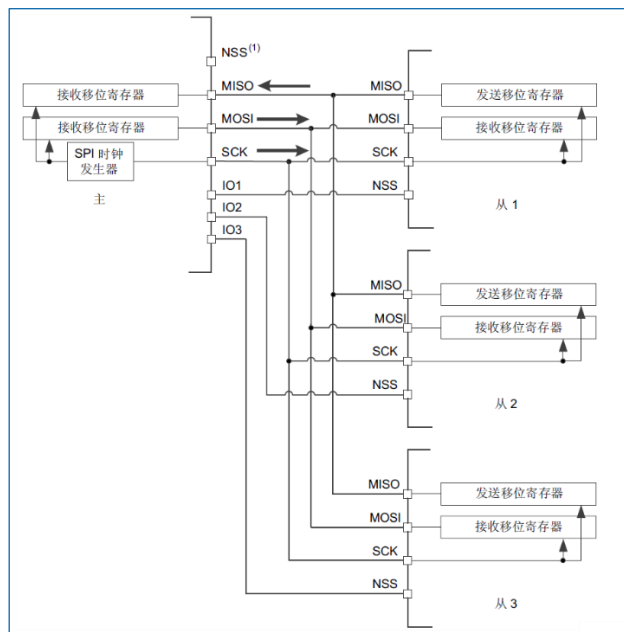 NSS(1)
接收移位寄存器
MISO
MISO
发送移位寄存器
接收移位寄存器
MOSI
MOSI
接收移位寄存器
SPI 时钟
发生器
SCK
SCK
主
IO1
NSS
从 1
IO2
IO3
MISO
发送移位寄存器
MOSI
接收移位寄存器
SCK
NSS
从 2
MISO
发送移位寄存器
MOSI
接收移位寄存器
SCK
NSS
从 3